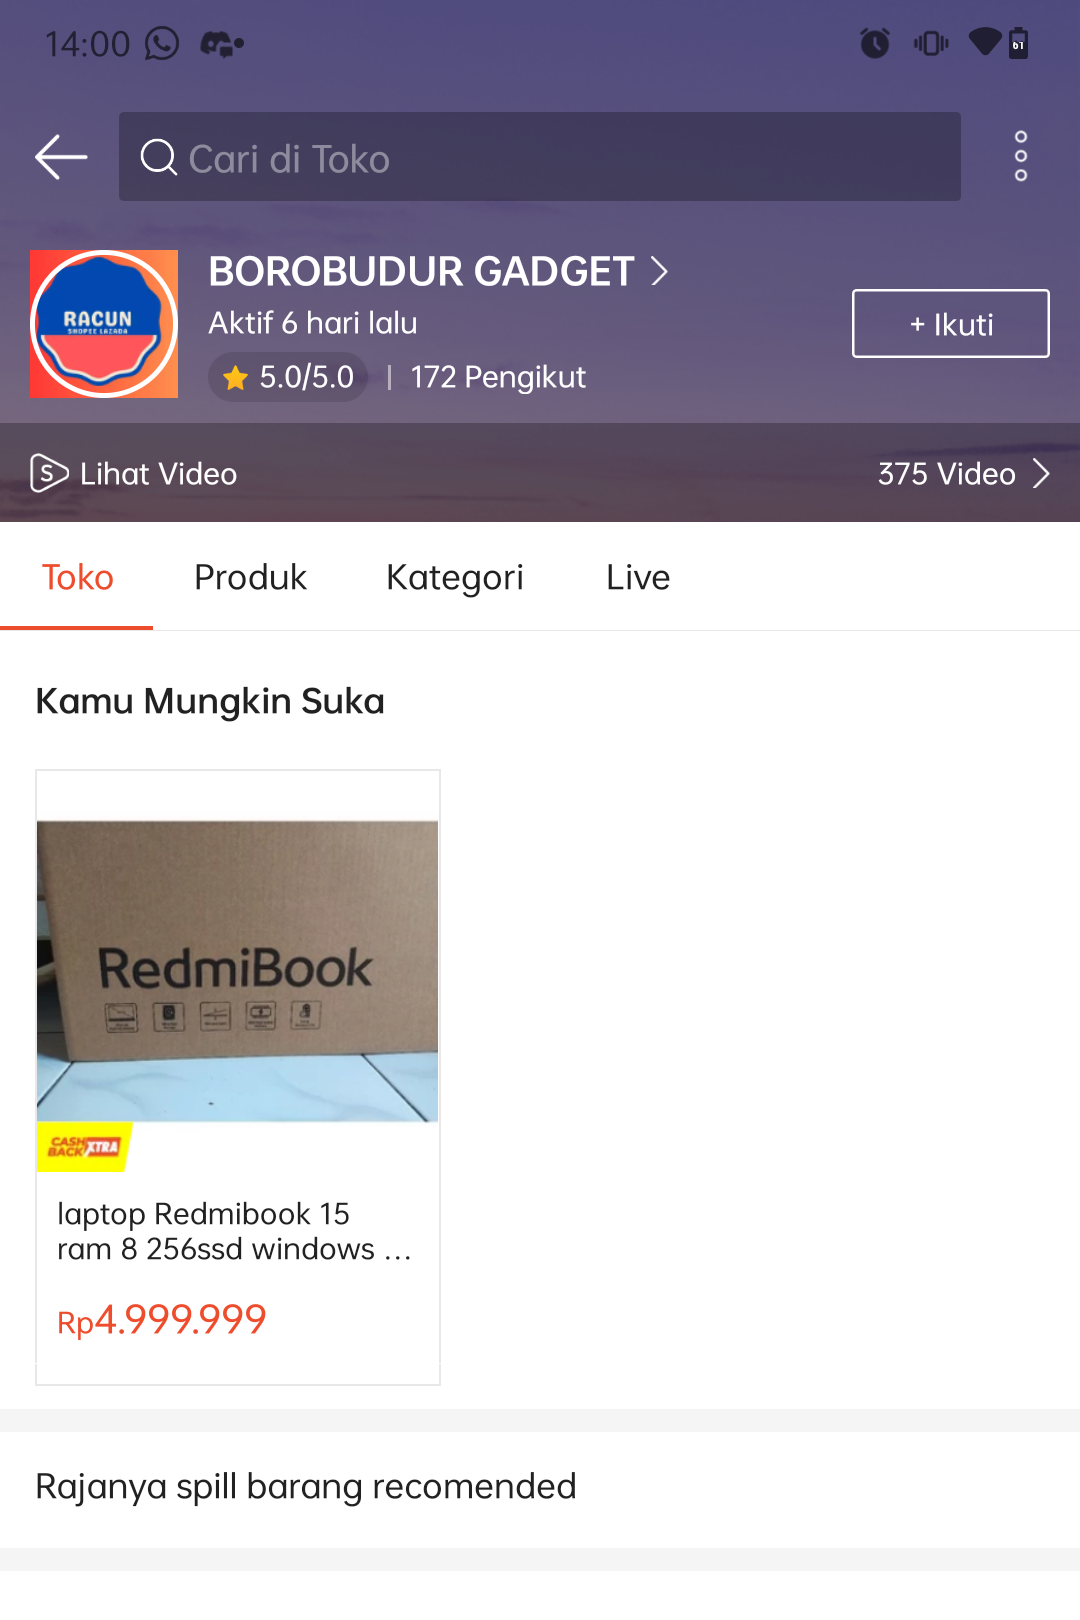 14:00
61
Cari di Toko
RACUN
SHOPEE LAZADA
BOROBUDUR GADGET
Aktif 6 hari lalu
+ Ikuti
5.0/5.0 | 172 Pengikut
Lihat Video
375 Video
Toko Produk Kategori Live
Kamu Mungkin Suka
RedmiBook
CASH
BACK XTRA
laptop Redmibook 15
ram 8 256ssd windows ...
Rp4.999.999
Rajanya spill barang recomended